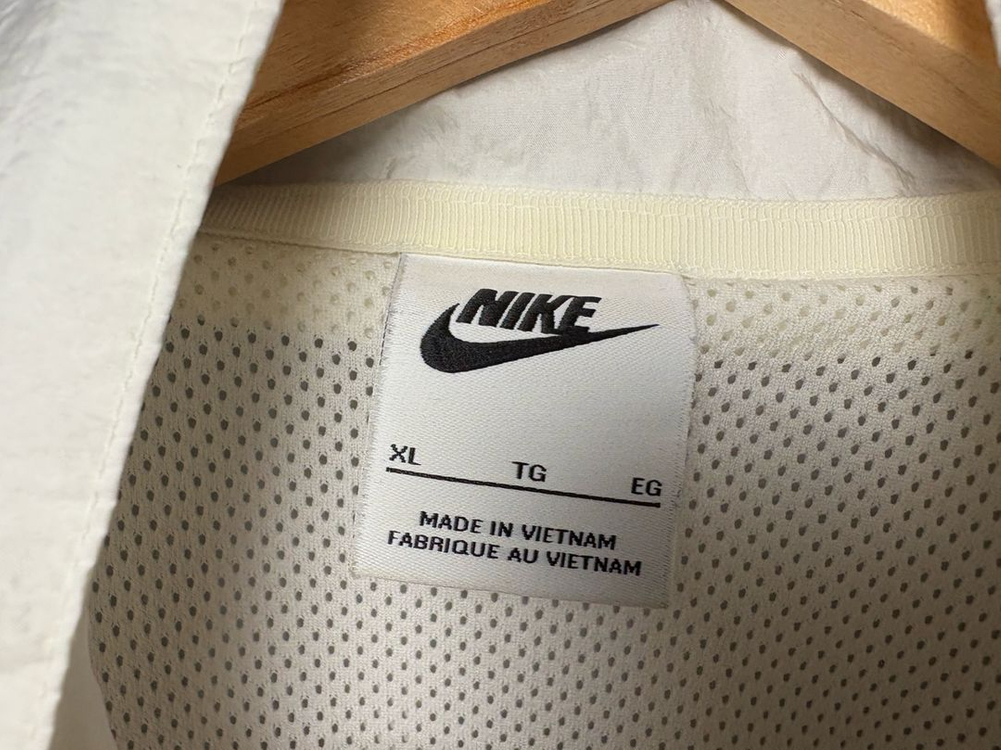 NIKE
XL TG EG
MADE IN VIETNAM
FABRIQUE AU VIETNAM